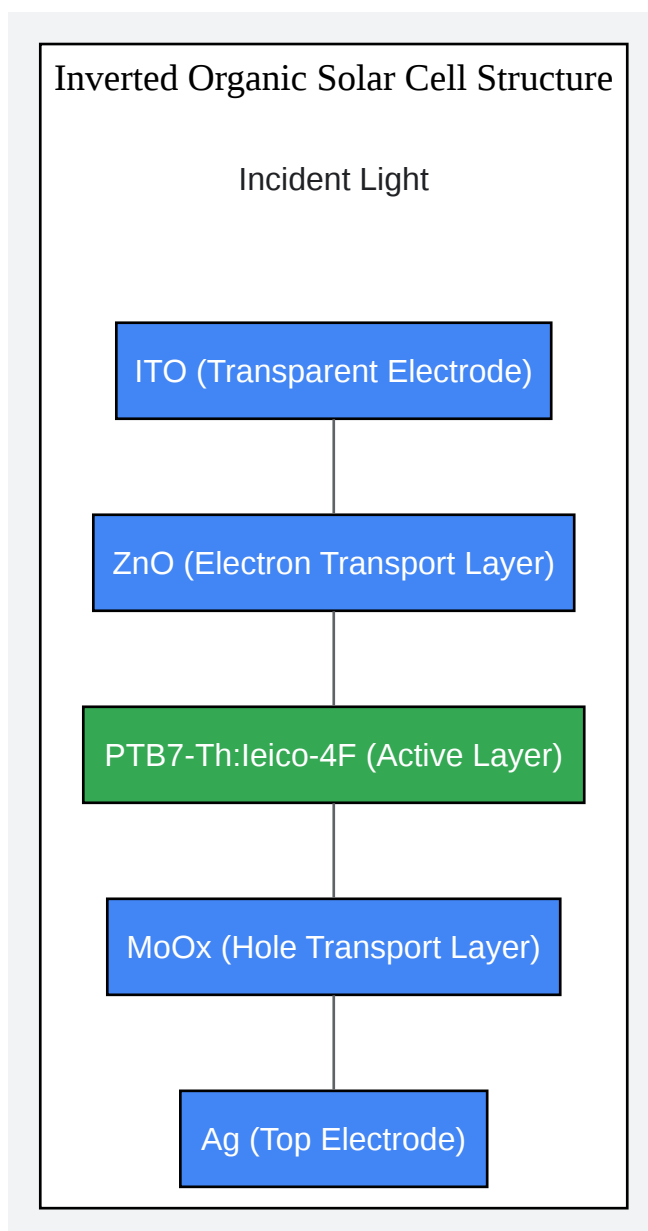 Inverted Organic Solar Cell Structure
Incident Light
ITO (Transparent Electrode)
ZnO (Electron Transport Layer)
PTB7-Th:Ieico-4F (Active Layer)
MoOx (Hole Transport Layer)
Ag (Top Electrode)